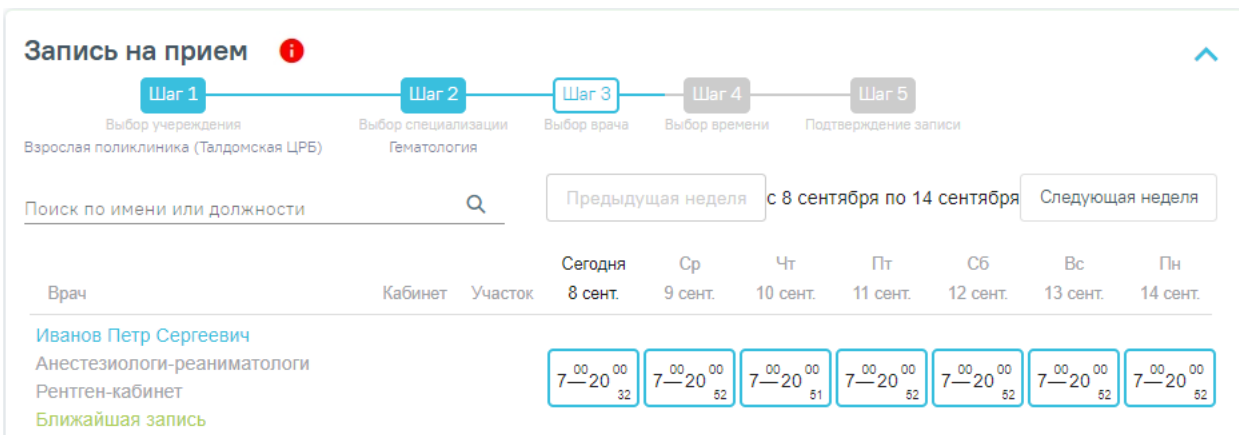 Запись на прием
Шаг 1 Шаг 2 Шаг 3 Шаг 4 Шаг 5
Выбор учереждения Выбор специализации Выбор врача Выбор времени Подтверждение записи
Взрослая поликлиника (Талдомская ЦРБ) Гематология
Поиск по имени или должности Предыдущая неделя с 8 сентября по 14 сентября Следующая неделя
Сегодня Ср Чт Пт Сб Вс Пн
Врач Кабинет Участок 8 сент. 9 сент. 10 сент. 11 сент. 12 сент. 13 сент. 14 сент.
Иванов Петр Сергеевич
Анестезиологи-реаниматологи
7⁰⁰—20⁰⁰ 7⁰⁰—20⁰⁰ 7⁰⁰—20⁰⁰ 7⁰⁰—20⁰⁰ 7⁰⁰—20⁰⁰ 7⁰⁰—20⁰⁰ 7⁰⁰—20⁰⁰
Рентген-кабинет 32 52 51 52 52 52 52
Ближайшая запись